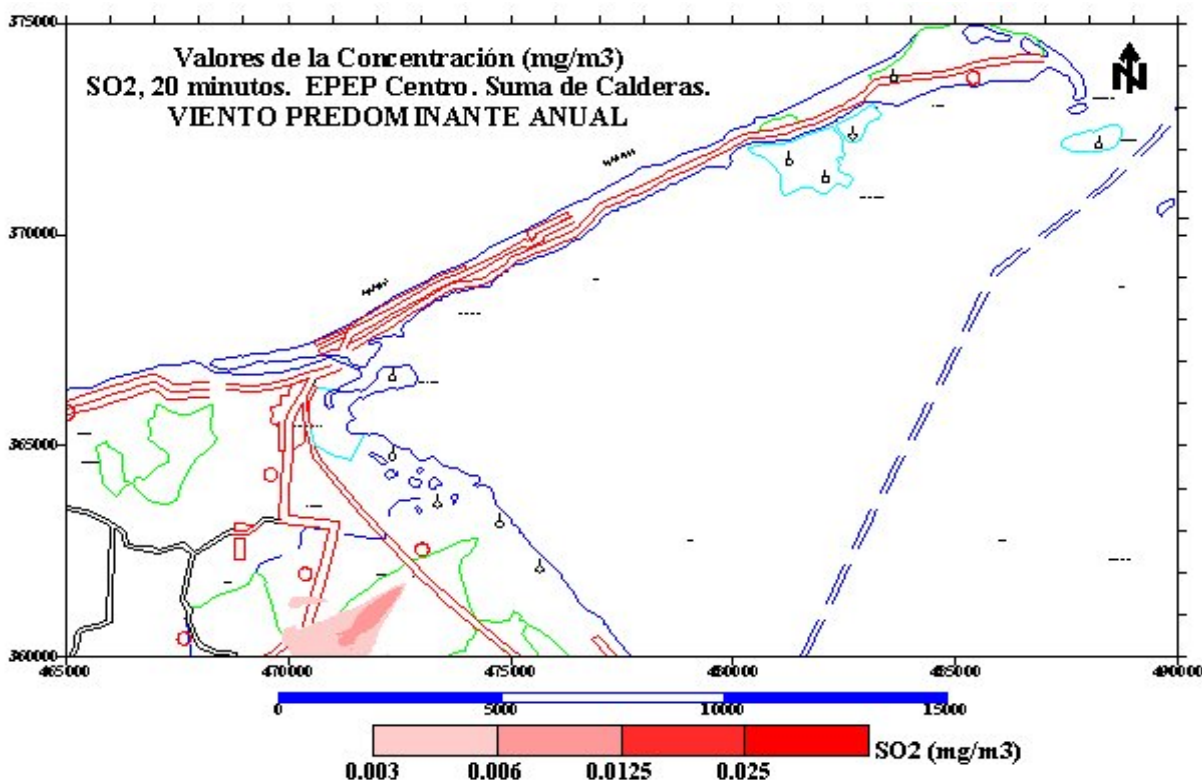 375000
Valores de la Concentración (mg/m3)
SO2, 20 minutos. EPEP Centro. Suma de Calderas.
VIENTO PREDOMINANTE ANUAL
N
370000
365000
360000
465000 470000 475000 480000 485000 490000
0 5000 10000 15000
SO2 (mg/m3)
0.003 0.006 0.0125 0.025